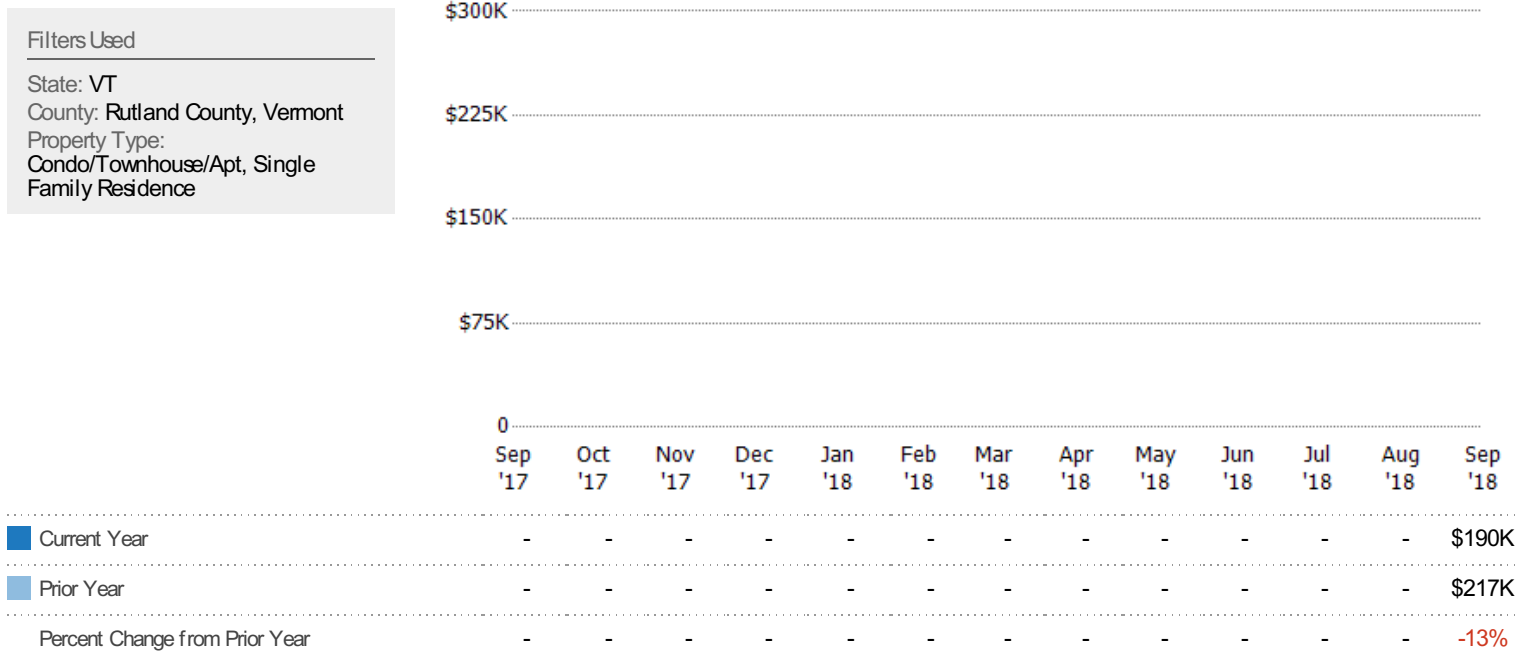 Filters Used
State: VT
County: Rutland County, Vermont
Property Type:
Condo/Townhouse/Apt, Single
Family Residence
$300K
$225K
$150K
$75K
0
Sep Oct Nov Dec Jan Feb Mar Apr May Jun Jul Aug Sep
'17 '17 '17 '17 '18 '18 '18 '18 '18 '18 '18 '18 '18
Current Year - - - - - - - - - - - - $190K
Prior Year - - - - - - - - - - - - $217K
Percent Change from Prior Year - - - - - - - - - - - - -13%